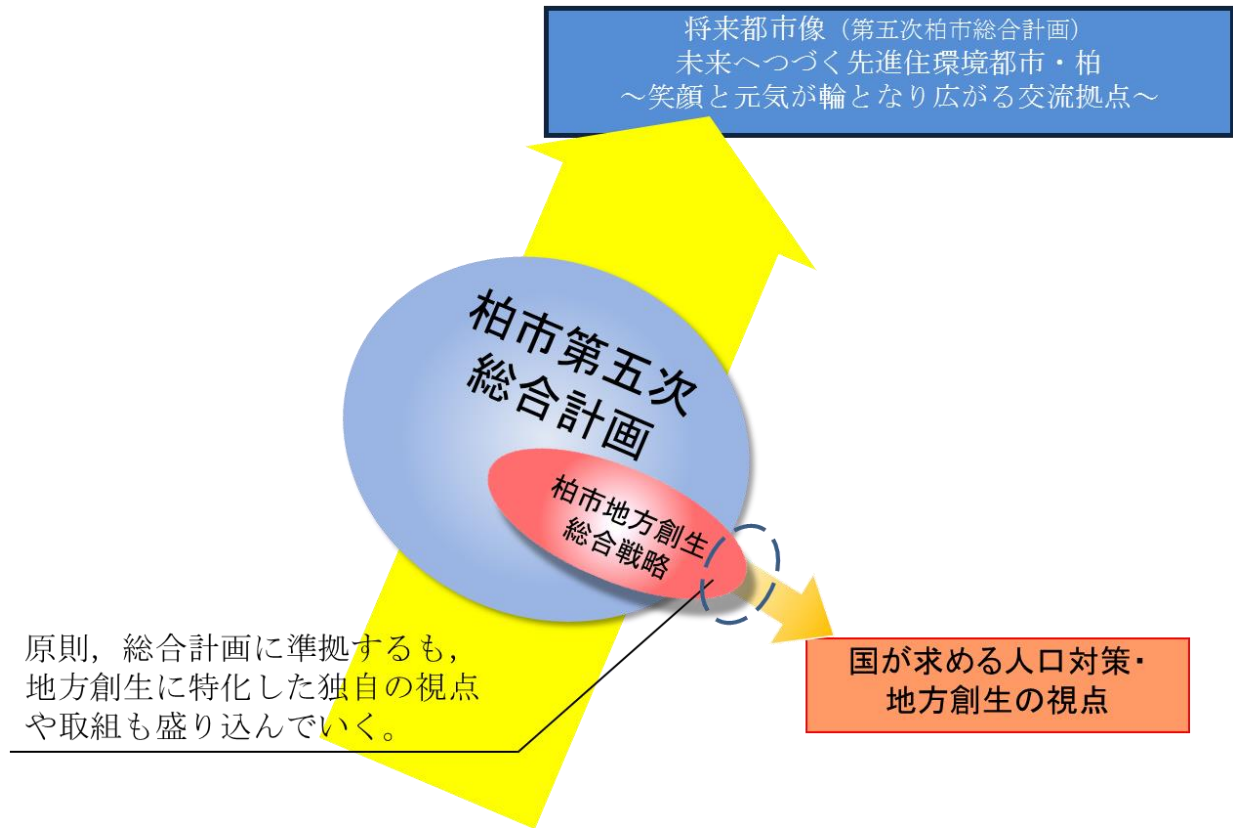 将来都市像（第五次柏市総合計画）
未来へつづく先進住環境都市・柏
～笑顔と元気が輪となり広がる交流拠点～
柏市第五次
総合計画
柏市地方創生
総合戦略
原則，総合計画に準拠するも，
地方創生に特化した独自の視点
や取組も盛り込んでいく。
国が求める人口対策・
地方創生の視点